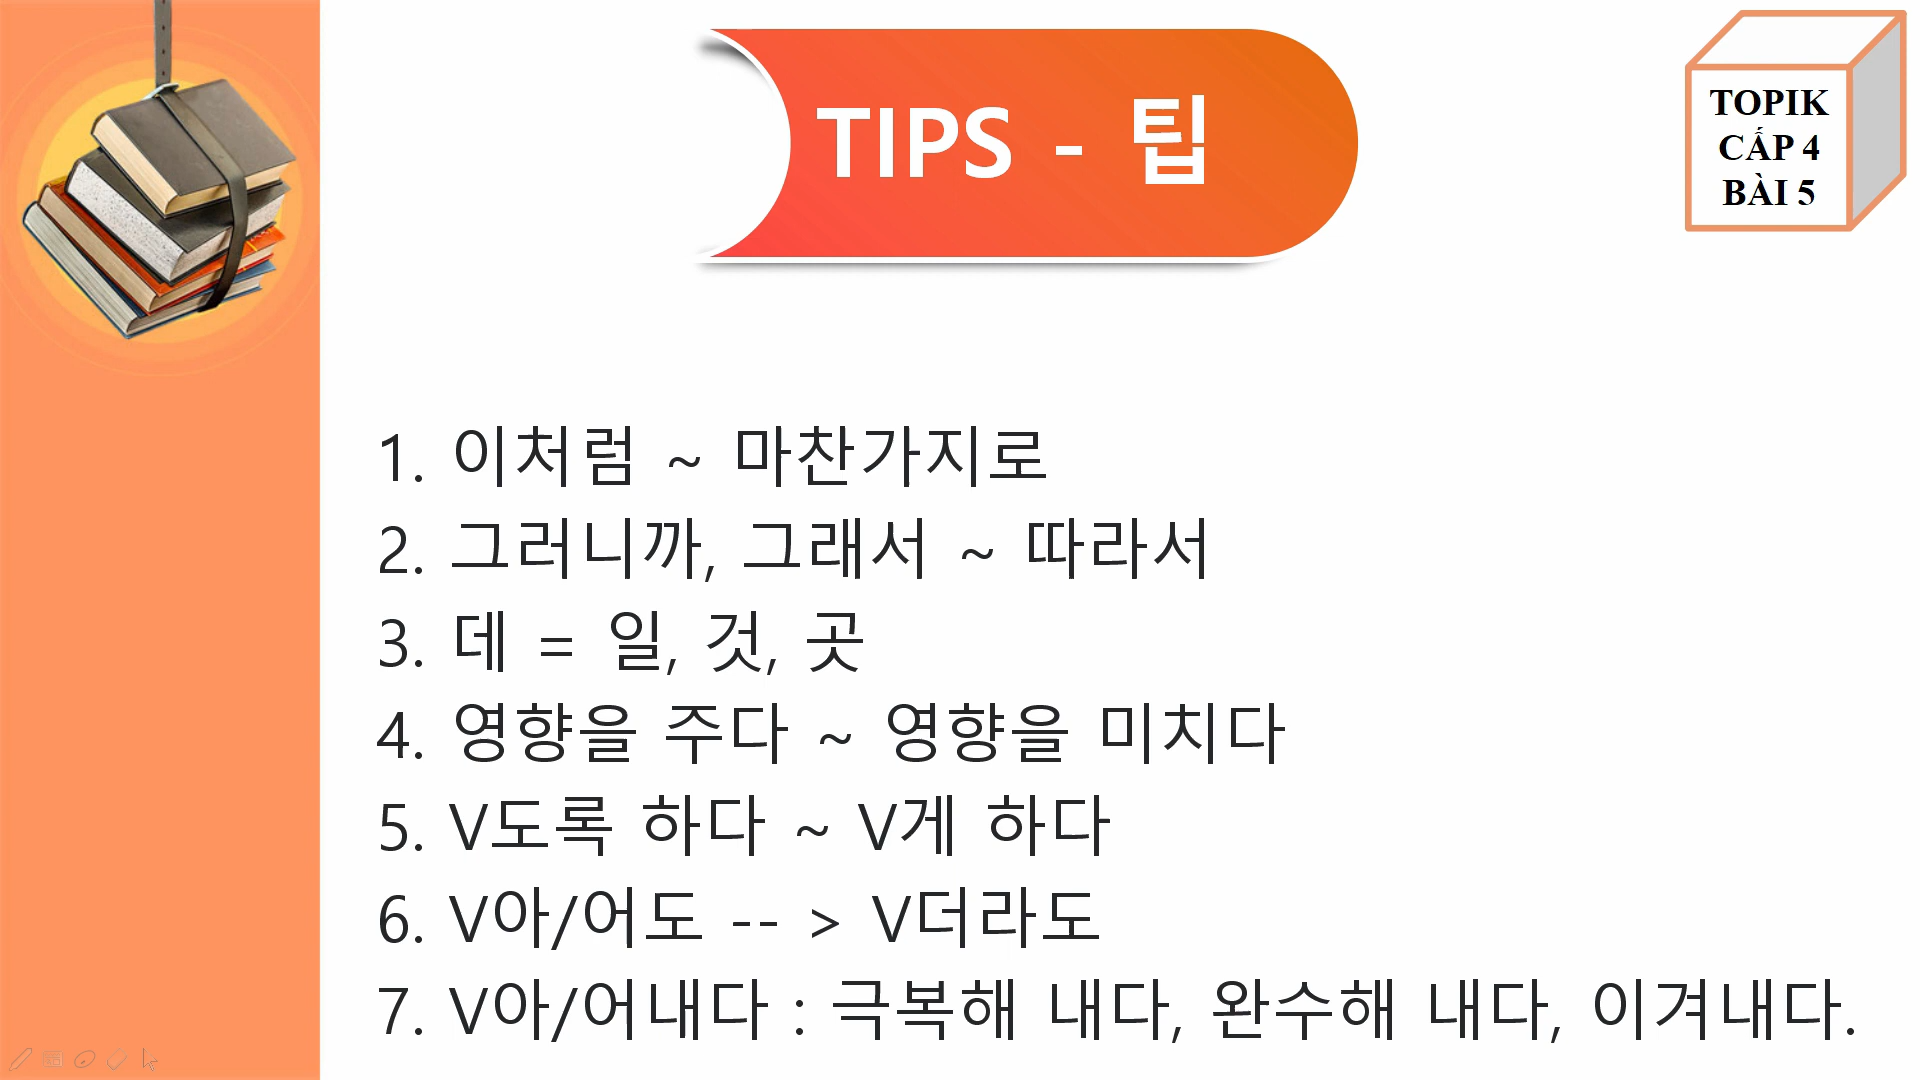 TIPS - 팁
TOPIK
CẤP 4
BÀI 5
1. 이처럼 ~ 마찬가지로
2. 그러니까, 그래서 ~ 따라서
3. 데 = 일, 것, 곳
4. 영향을 주다 ~ 영향을 미치다
5. V도록 하다 ~ V게 하다
6. V아/어도 -- > V더라도
7. V아/어내다 : 극복해 내다, 완수해 내다, 이겨내다.